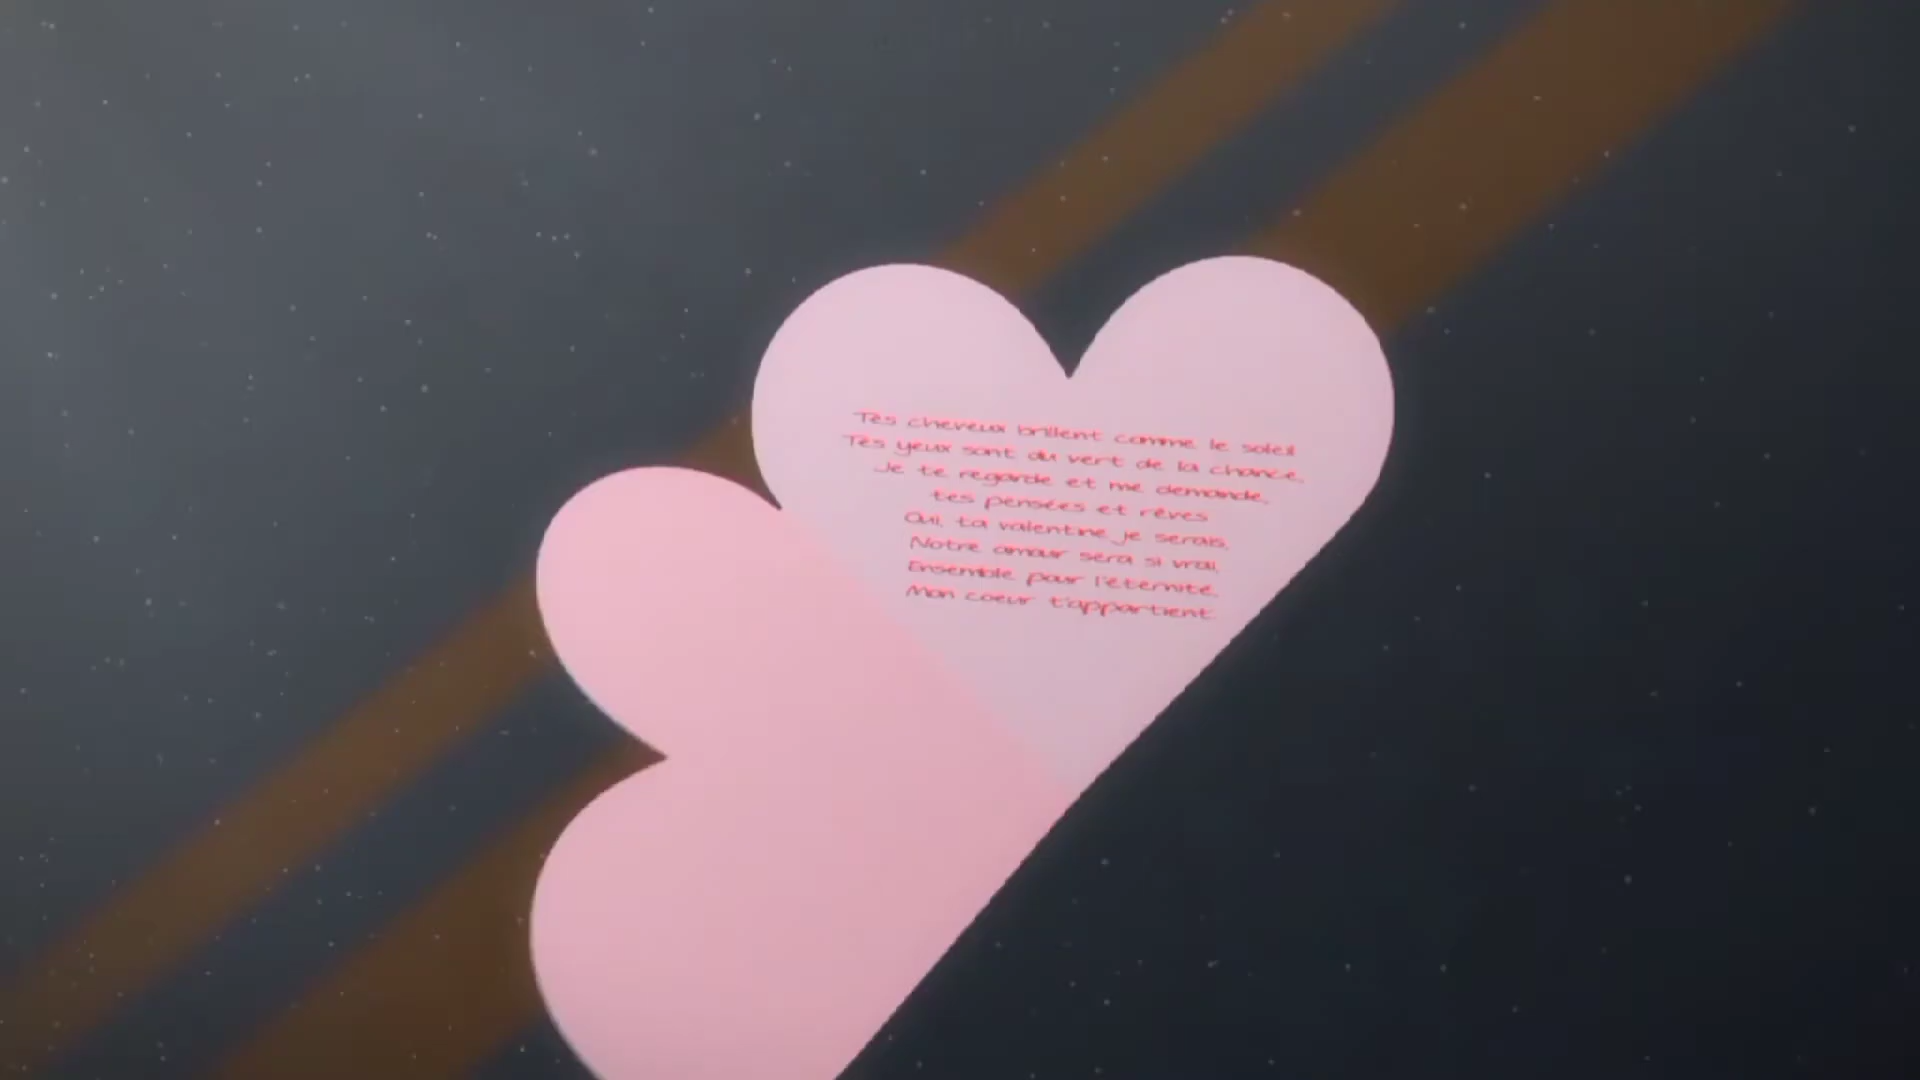 Tes cheveux brillent comme le soleil
Tes yeux sont du vert de la chance.
Je te regarde et me demande,
tes pensées et rêves
Oui, ta valentine je serais.
Notre amour sera si vrai.
Ensemble pour l'éternité.
Mon coeur t'appartient.